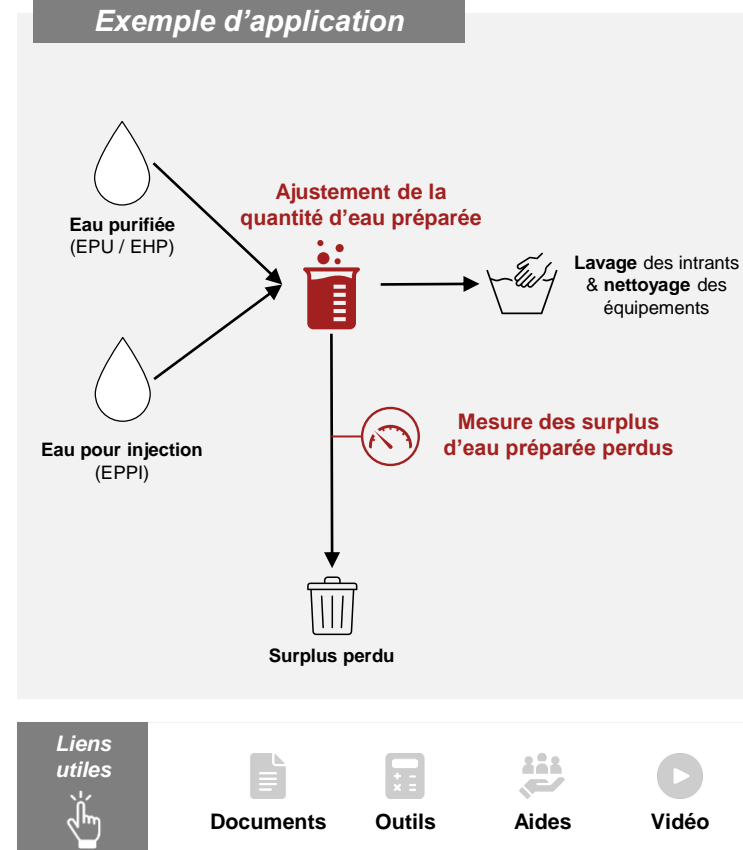 Exemple d’application
Ajustement de la
quantité d’eau préparée
Eau purifiée
(EPU / EHP)
Lavage des intrants
& nettoyage des
équipements
Mesure des surplus
d’eau préparée perdus
Eau pour injection
(EPPI)
Surplus perdu
Liens
utiles
Documents
Outils
Aides
Vidéo